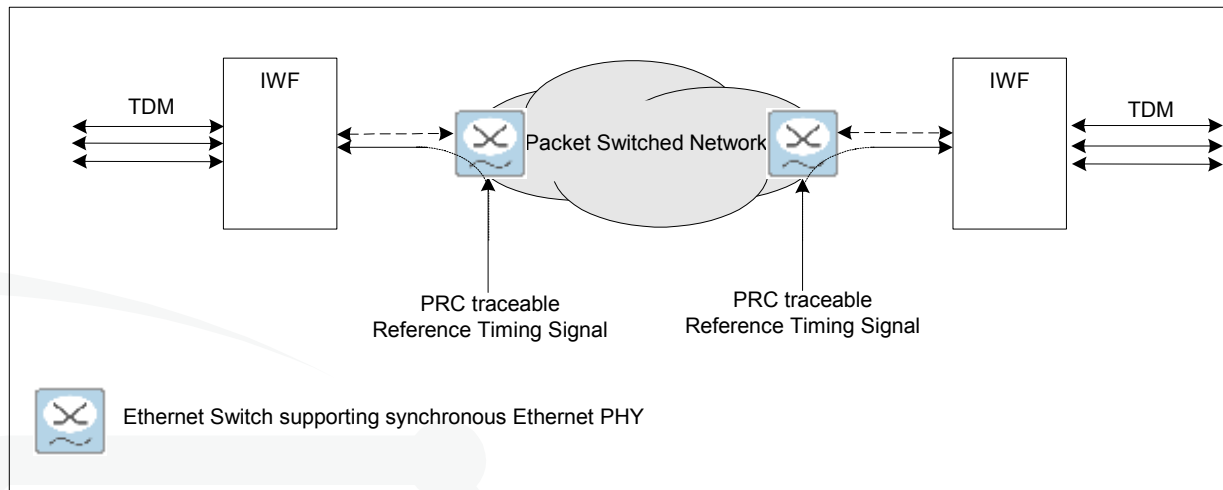 IWF
IWF
TDM
TDM
Packet Switched Network
PRC traceable
Reference Timing Signal
PRC traceable
Reference Timing Signal
Ethernet Switch supporting synchronous Ethernet PHY